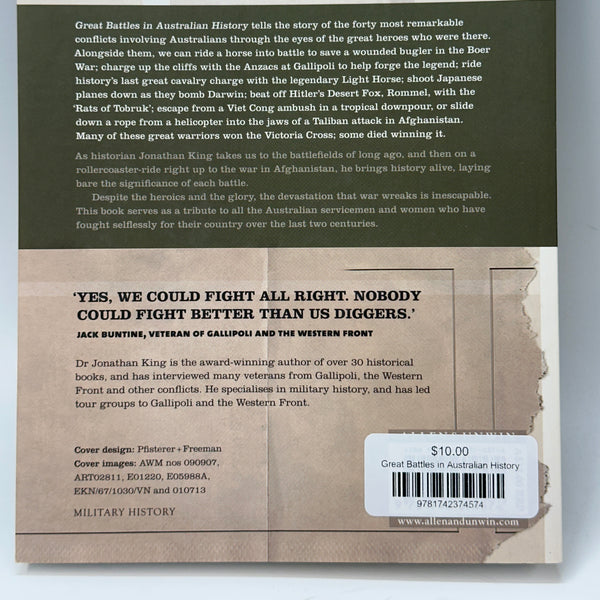 Great Battles in Australian History tells the story of the forty most remarkable
conflicts involving Australians through the eyes of the great heroes who were there.
Alongside them, we can ride a horse into battle to save a wounded bugler in the Boer
War; charge up the cliffs with the Anzacs at Gallipoli to help forge the legend; ride
history's last great cavalry charge with the legendary Light Horse; shoot Japanese
planes down as they bomb Darwin; beat off Hitler's Desert Fox, Rommel, with the
'Rats of Tobruk'; escape from a Viet Cong ambush in a tropical downpour, or slide
down a rope from a helicopter into the jaws of a Taliban attack in Afghanistan.
Many of these great warriors won the Victoria Cross; some died winning it.
As historian Jonathan King takes us to the battlefields of long ago, and then on a
rollercoaster-ride right up to the war in Afghanistan, he brings history alive, laying
bare the significance of each battle.
Despite the heroics and the glory, the devastation that war wreaks is inescapable.
This book serves as a tribute to all the Australian servicemen and women who have
fought selflessly for their country over the last two centuries.
'YES, WE COULD FIGHT ALL RIGHT. NOBODY
COULD FIGHT BETTER THAN US DIGGERS.'
JACK BUNTINE, VETERAN OF GALLIPOLI AND THE WESTERN FRONT
Dr Jonathan King is the award-winning author of over 30 historical
books, and has interviewed many veterans from Gallipoli, the Western
Front and other conflicts. He specialises in military history, and has led
tour groups to Gallipoli and the Western Front.
Cover design: Pfisterer + Freeman
Cover images: AWM nos 090907,
ART02811, E01220, E05988A,
EKN/67/1030/VN and 010713
MILITARY HISTORY
ALLEN & UNWIN
$10.00
Great Battles in Australian History
9781742374574
www.allenandunwin.com